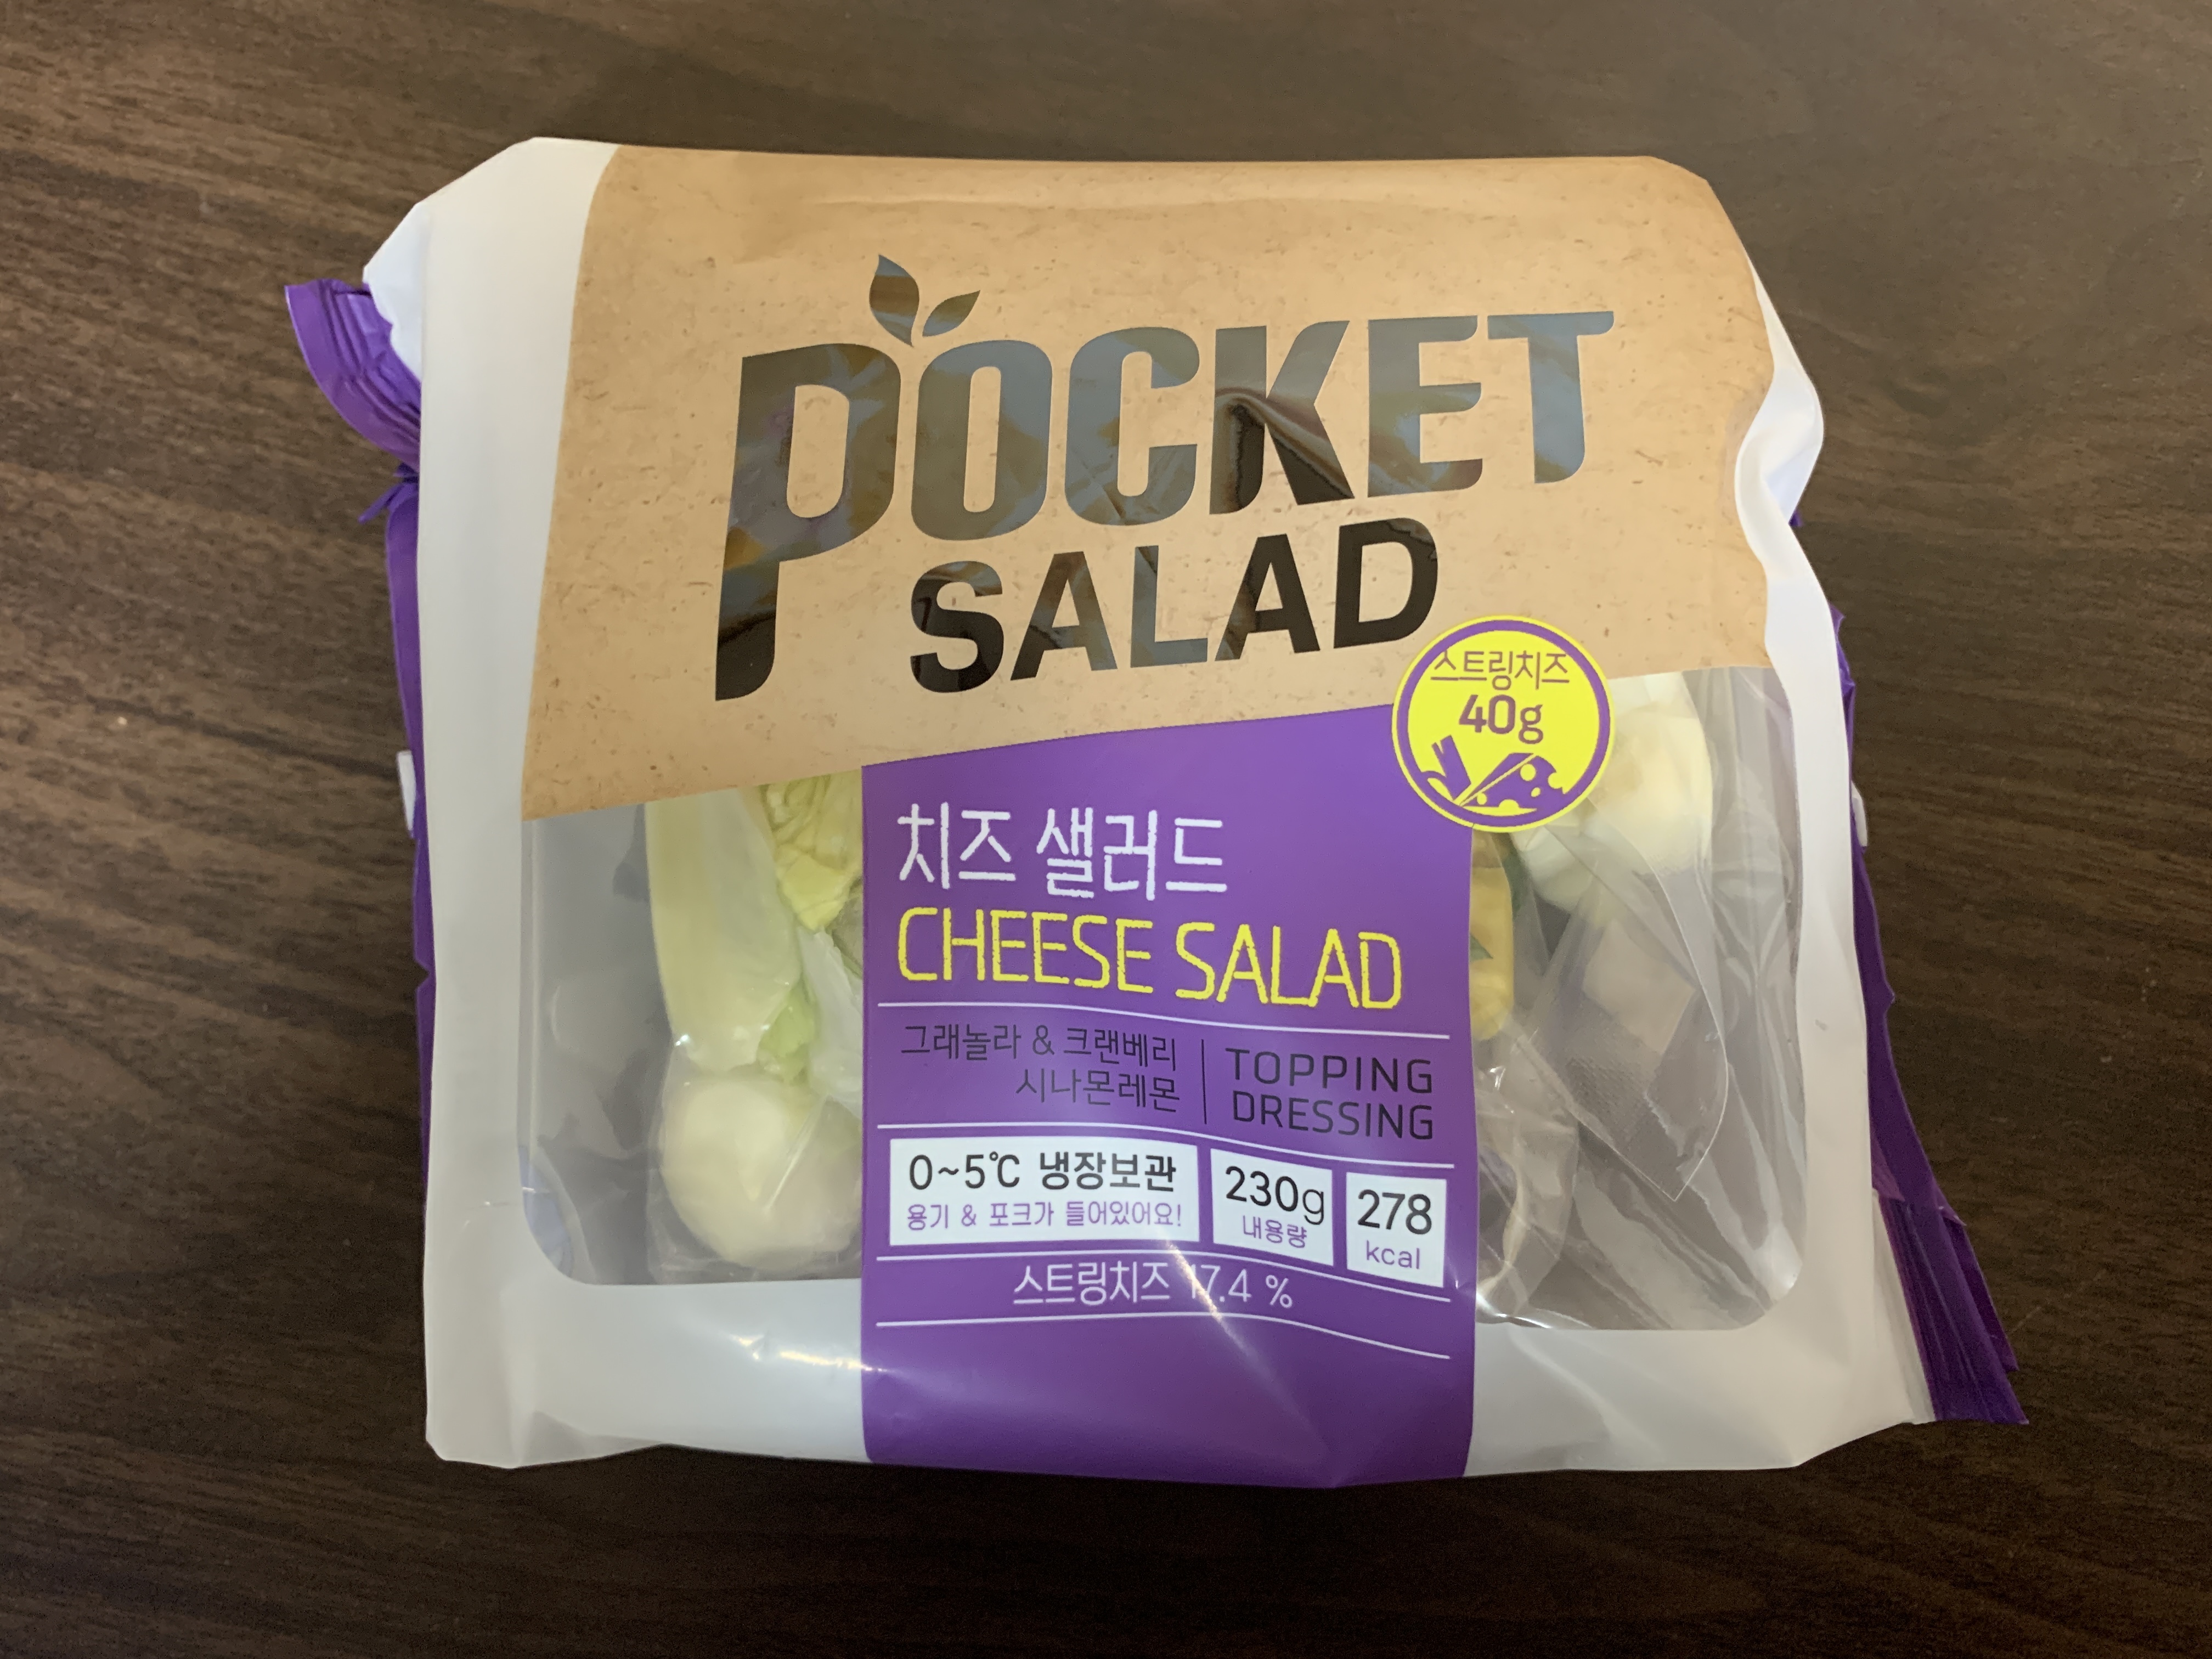 POCKET
SALAD
스트링치즈
40g
치즈 샐러드
CHEESE SALAD
그래놀라 & 크랜베리 TOPPING
시나몬레몬 DRESSING
0~5℃ 냉장보관
용기 & 포크가 들어있어요!
230g
내용량
278
kcal
스트링치즈 17.4 %